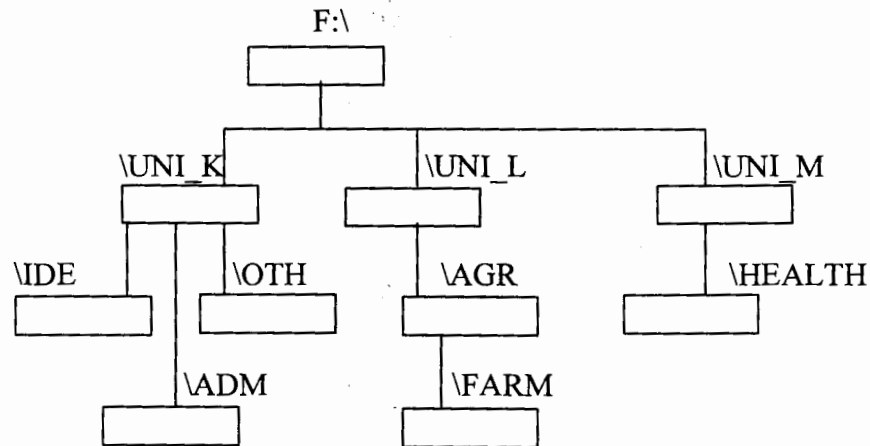 F:\
\UNI_K
\UNI_L
\UNI_M
\IDE
\OTH
\AGR
\HEALTH
\ADM
\FARM